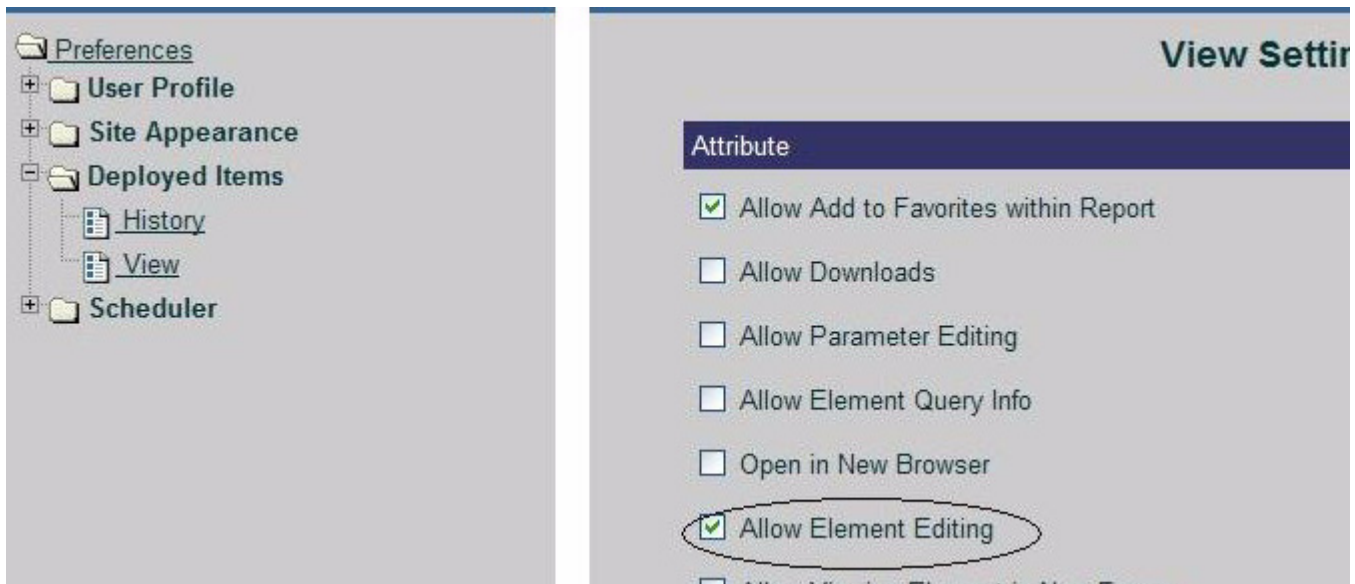 Preferences
User Profile
Site Appearance
Deployed Items
History
View
Scheduler
View Settin
Attribute
Allow Add to Favorites within Report
Allow Downloads
Allow Parameter Editing
Allow Element Query Info
Open in New Browser
Allow Element Editing